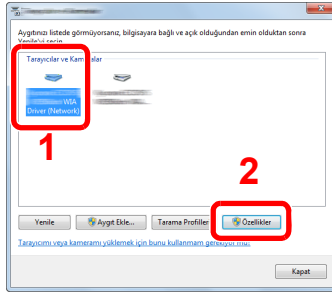 Aygıtınızı listede görmüyorsanız, bilgisayara bağlı ve açık olduğundan emin olduktan sonra
Yenile'yi seçin.
Tarayıcılar ve Kameralar
WIA
Driver (Network)
1
2
Yenile
Aygıt Ekle...
Tarama Profiller
Özellikler
Tarayıcımı veya kameramı yüklemek için bunu kullanmam gerekiyor mu?
Kapat